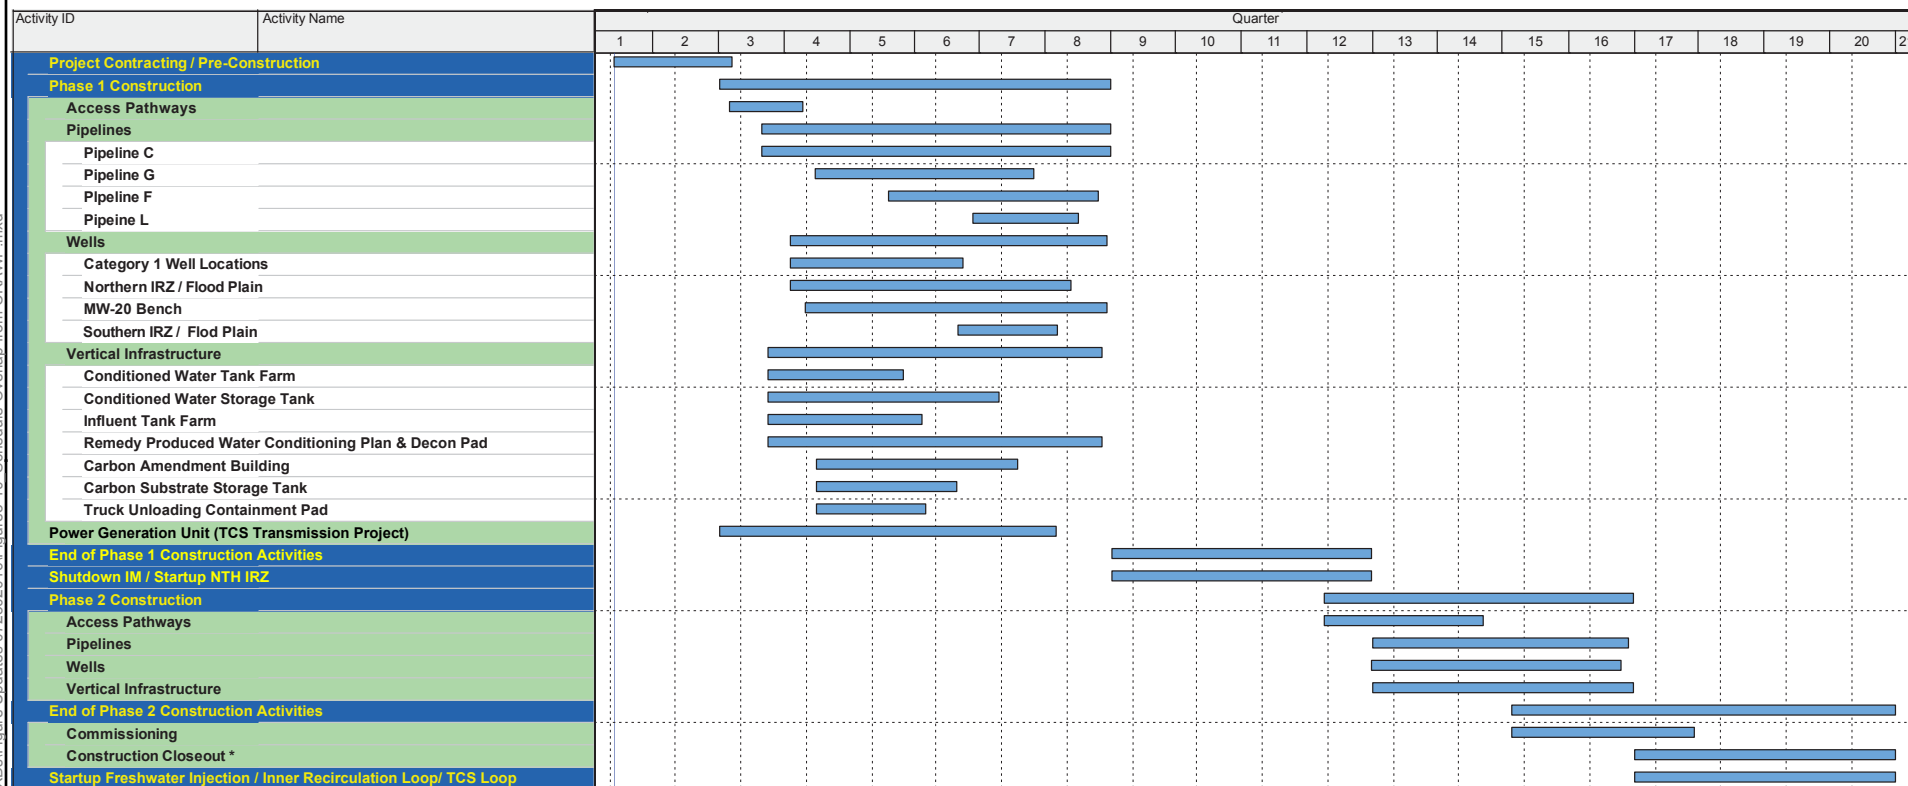 Activity ID Activity Name Quarter
1 2 3 4 5 6 7 8 9 10 11 12 13 14 15 16 17 18 19 20 2
Project Contracting / Pre-Construction
Phase 1 Construction
Access Pathways
Pipelines
Pipeline C
Pipeline G
PIpeline F
Pipeine L
Wells
Category 1 Well Locations
Northern IRZ / Flood Plain
MW-20 Bench
Southern IRZ / Flod Plain
Vertical Infrastructure
Conditioned Water Tank Farm
Conditioned Water Storage Tank
Influent Tank Farm
Remedy Produced Water Conditioning Plan & Decon Pad
Carbon Amendment Building
Carbon Substrate Storage Tank
Truck Unloading Containment Pad
Power Generation Unit (TCS Transmission Project)
End of Phase 1 Construction Activities
Shutdown IM / Startup NTH IRZ
Phase 2 Construction
Access Pathways
Pipelines
Wells
Vertical Infrastructure
End of Phase 2 Construction Activities
Commissioning
Construction Closeout *
Startup Freshwater Injection / Inner Recirculation Loop/ TCS Loop